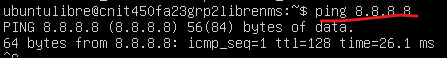 ubuntulibre@cnit450fa23grp2librenms:~$ ping 8.8.8.8
PING 8.8.8.8 (8.8.8.8) 56(84) bytes of data.
64 bytes from 8.8.8.8: icmp_seq=1 ttl=128 time=26.1 ms